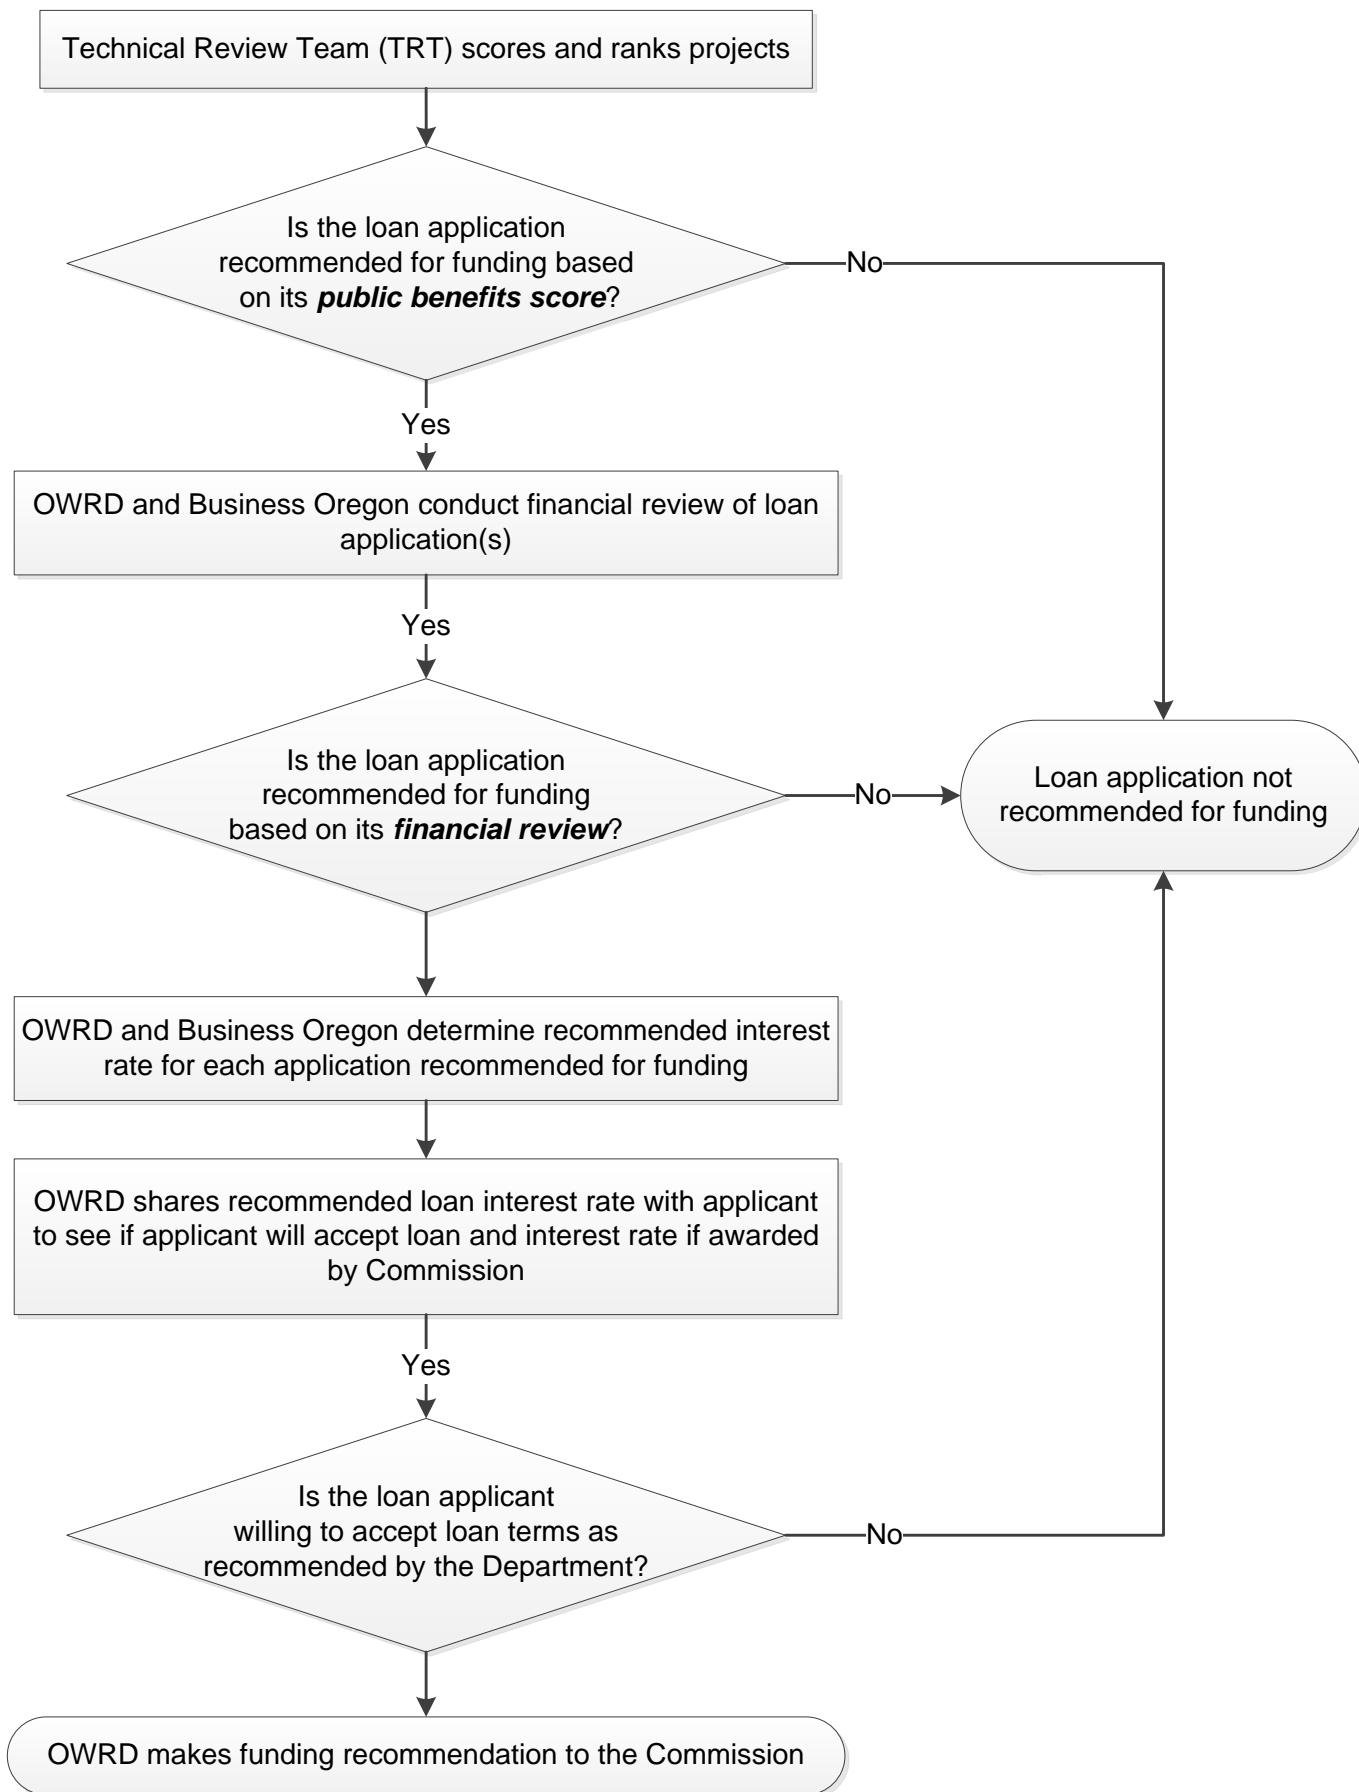 Technical Review Team (TRT) scores and ranks projects
Is the loan application
recommended for funding based
on its public benefits score?
No
Yes
OWRD and Business Oregon conduct financial review of loan
application(s)
Yes
Is the loan application
recommended for funding
based on its financial review?
No
Loan application not
recommended for funding
OWRD and Business Oregon determine recommended interest
rate for each application recommended for funding
OWRD shares recommended loan interest rate with applicant
to see if applicant will accept loan and interest rate if awarded
by Commission
Yes
Is the loan applicant
willing to accept loan terms as
recommended by the Department?
No
OWRD makes funding recommendation to the Commission